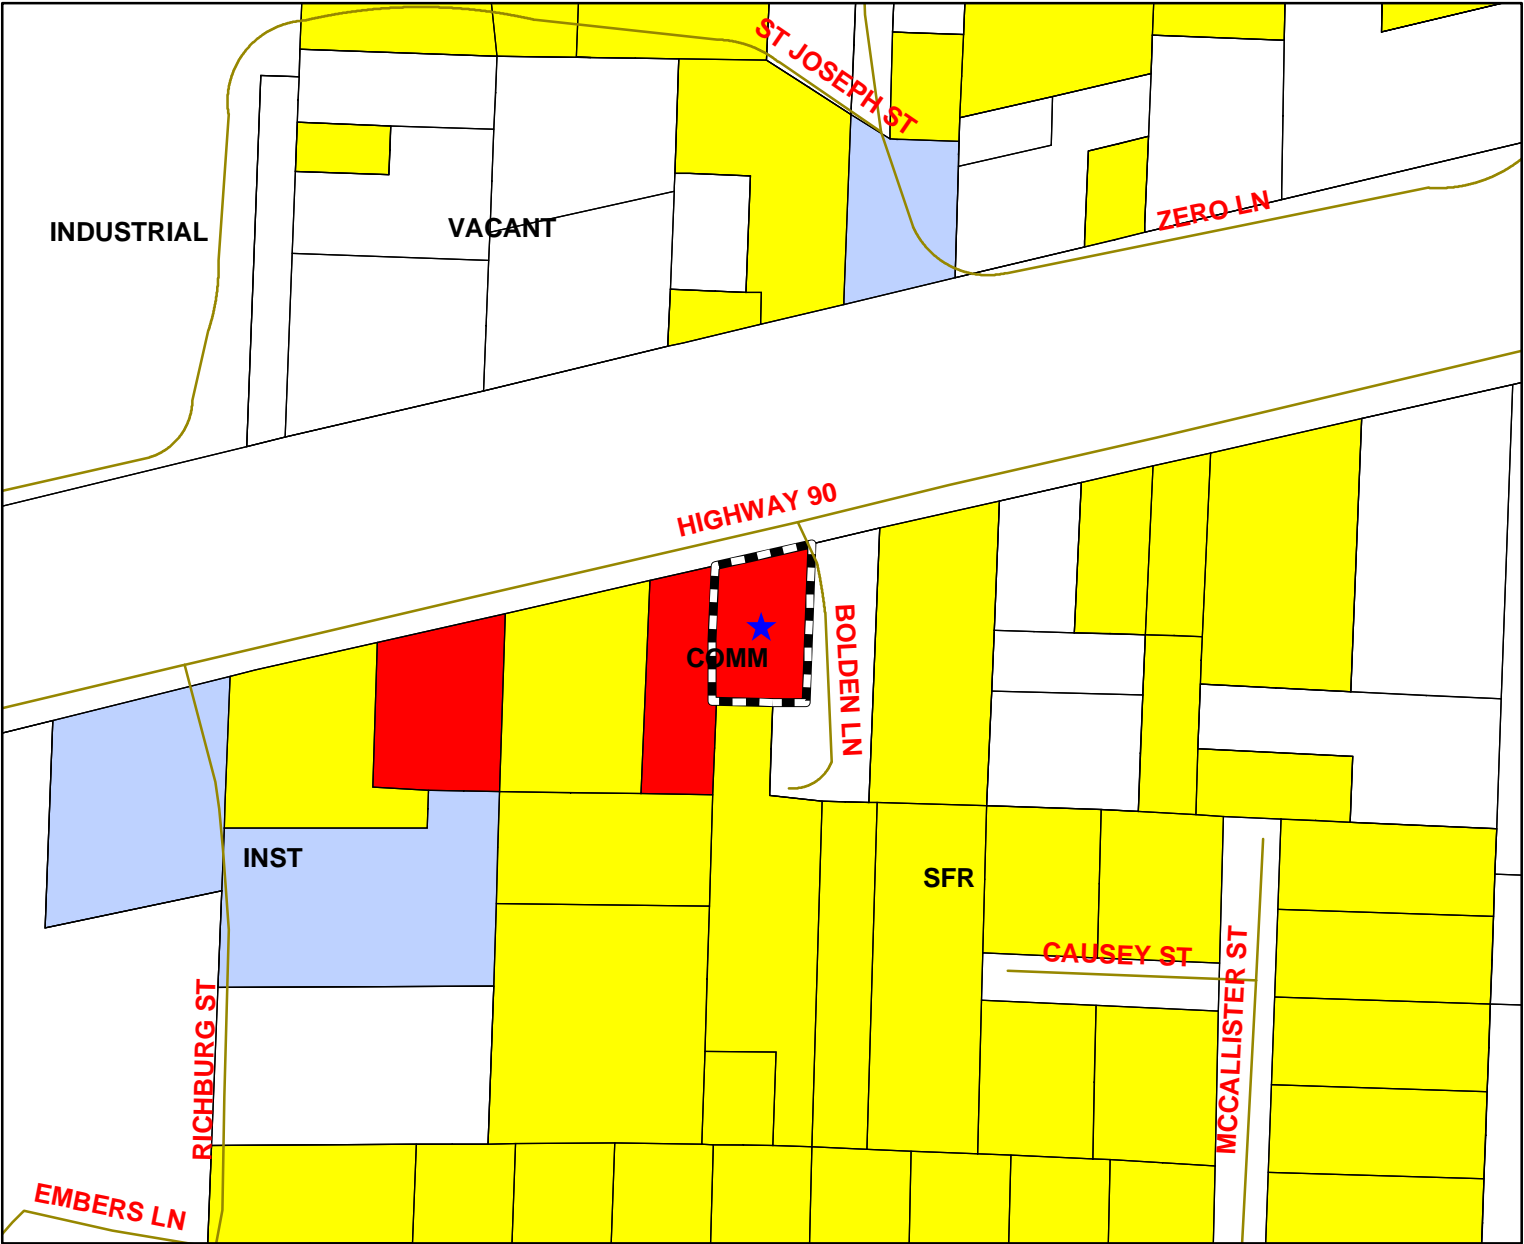 ST JOSEPH ST
ZERO LN
INDUSTRIAL
VACANT
HIGHWAY 90
BOLDEN LN
COMM
INST
SFR
CAUSEY ST
MCCALLISTER ST
RICHBURG ST
EMBERS LN